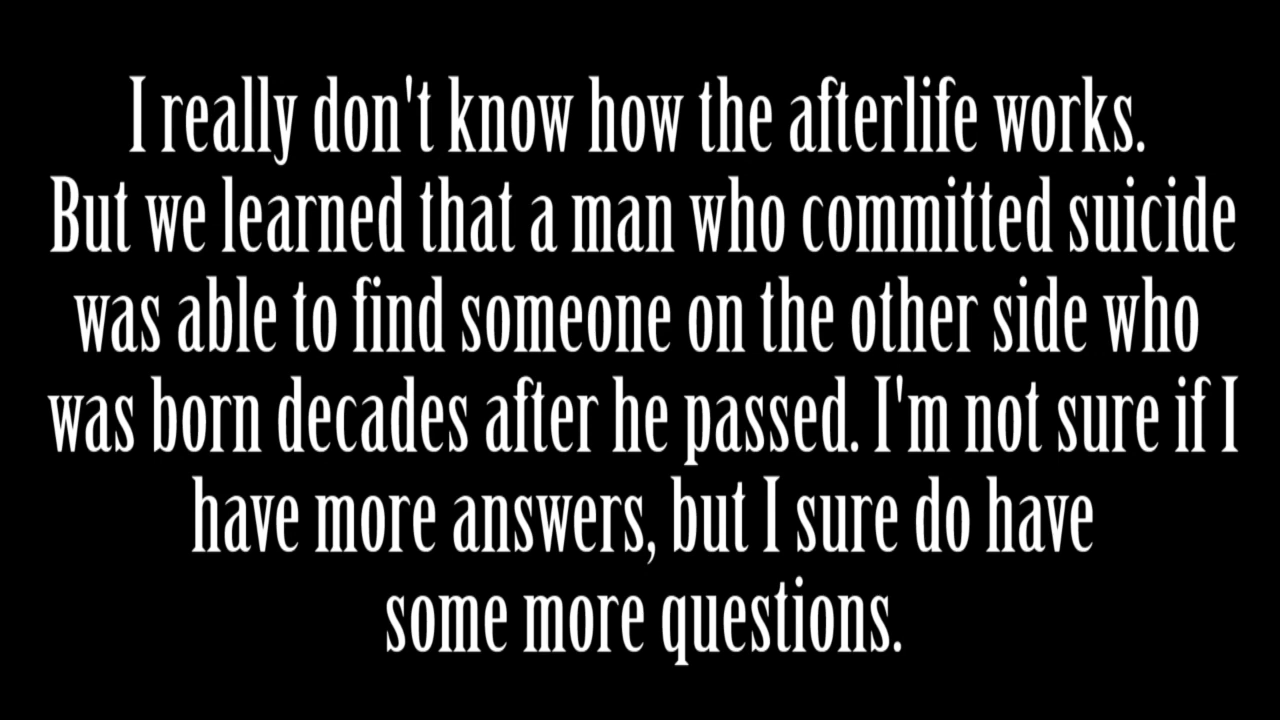 I really don't know how the afterlife works.
But we learned that a man who committed suicide
was able to find someone on the other side who
was born decades after he passed. I'm not sure if I
have more answers, but I sure do have
some more questions.